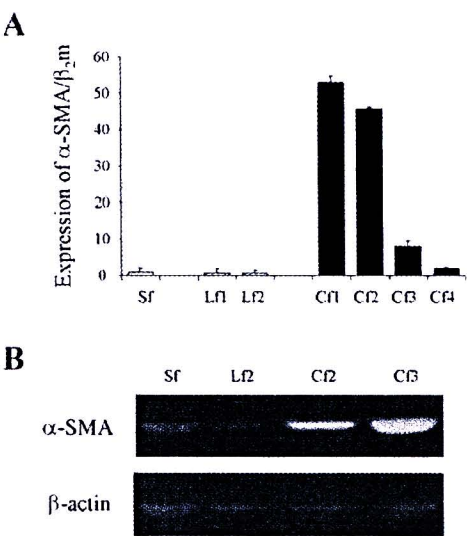 A
Expression of α-SMA/β2m
60
50
40
30
20
10
0
Sf Lf1 Lf2 Cf1 Cf2 Cf3 Cf4
B
Sf Lf2 Cf2 Cf3
α-SMA
β-actin